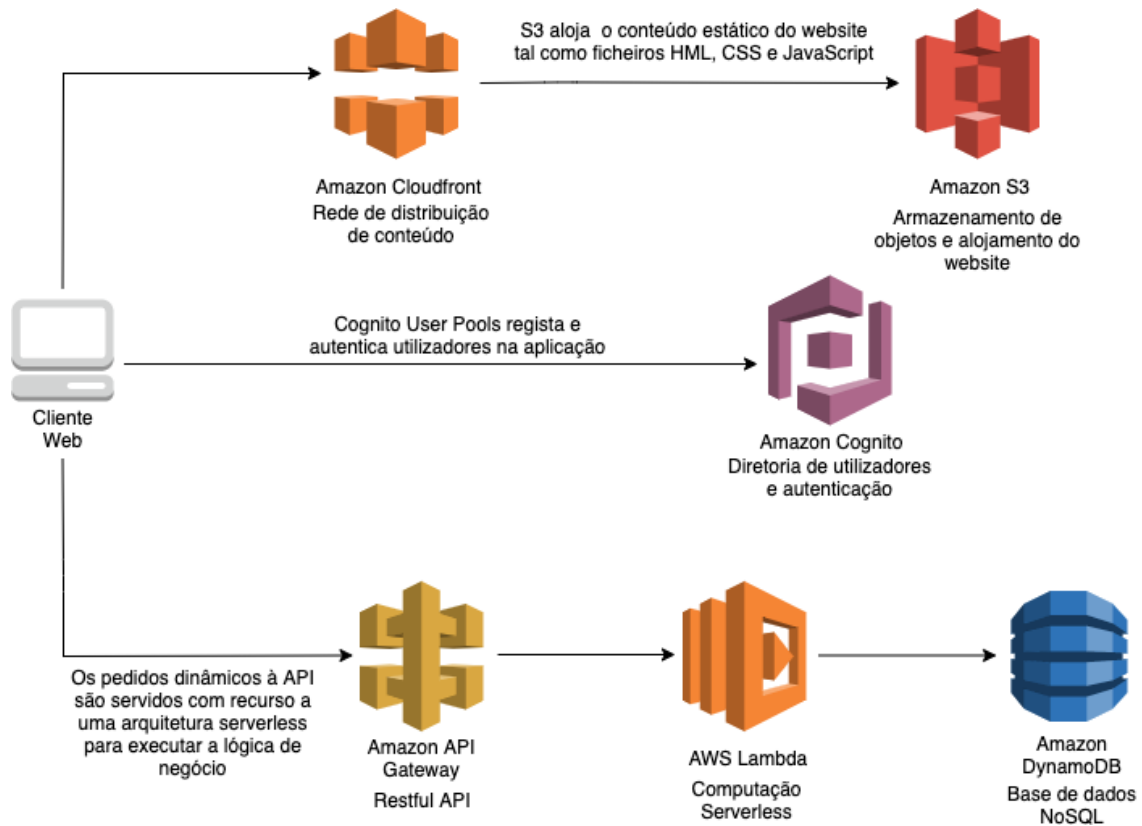 S3 aloja o conteúdo estático do website
tal como ficheiros HTML, CSS e JavaScript
Amazon Cloudfront
Rede de distribuição
de conteúdo
Amazon S3
Armazenamento de
objetos e alojamento do
website
Cognito User Pools regista e
autentica utilizadores na aplicação
Cliente
Web
Amazon Cognito
Diretoria de utilizadores
e autenticação
Os pedidos dinâmicos à API
são servidos com recurso a
uma arquitetura serverless
para executar a lógica de
negócio
Amazon API
Gateway
Restful API
AWS Lambda
Computação
Serverless
Amazon
DynamoDB
Base de dados
NoSQL